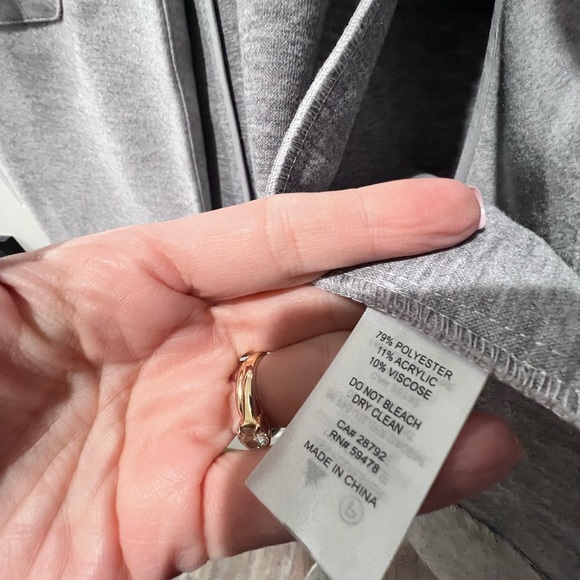 79% POLYESTER
11% ACRYLIC
10% VISCOSE
DO NOT BLEACH
DRY CLEAN
CA# 28792
RN# 59478
MADE IN CHINA